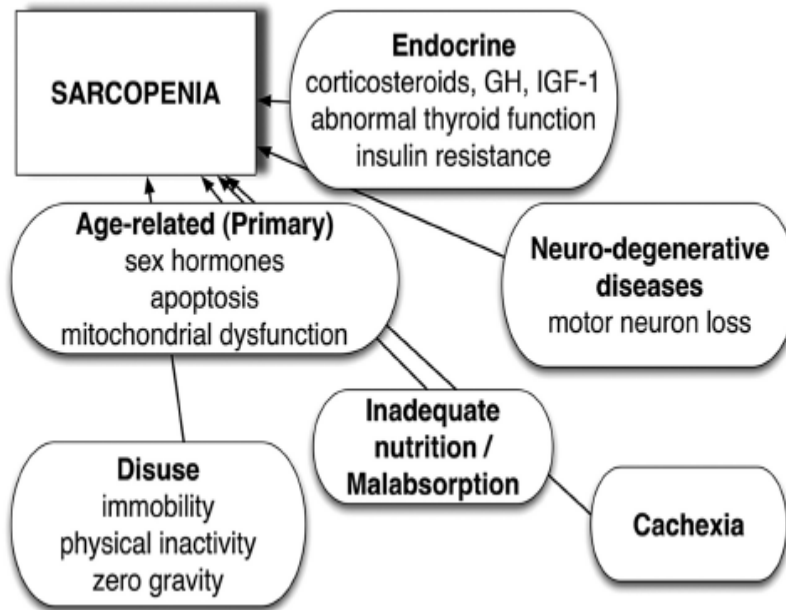 SARCOPENIA
Endocrine
corticosteroids, GH, IGF-1
abnormal thyroid function
insulin resistance
Age-related (Primary)
sex hormones
apoptosis
mitochondrial dysfunction
Neuro-degenerative
diseases
motor neuron loss
Inadequate
nutrition /
Malabsorption
Disuse
immobility
physical inactivity
zero gravity
Cachexia